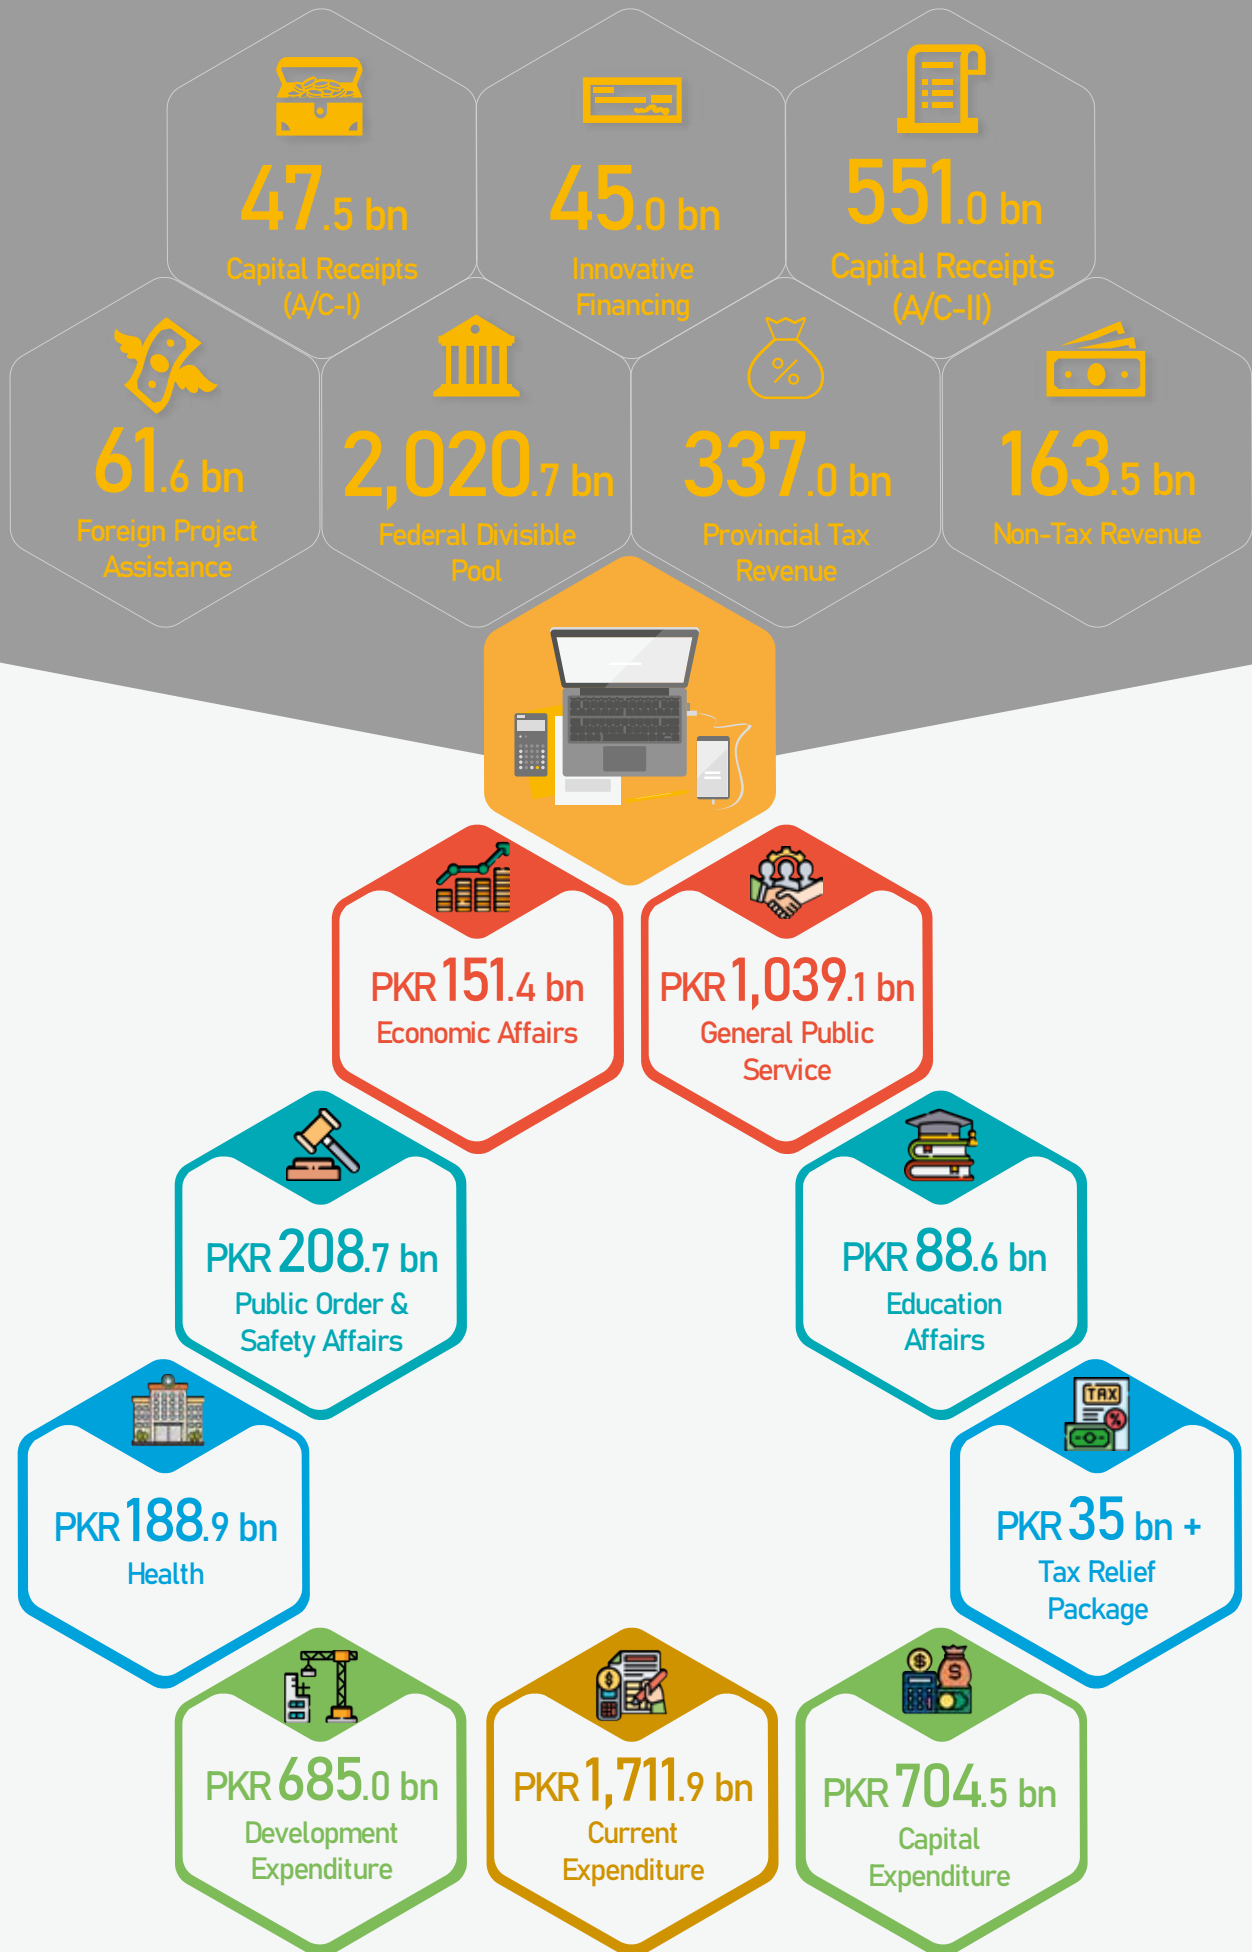 47.5 bn
Capital Receipts
(A/C-I)
45.0 bn
Innovative
Financing
551.0 bn
Capital Receipts
(A/C-II)
61.6 bn
Foreign Project
Assistance
2,020.7 bn
Federal Divisible
Pool
%
337.0 bn
Provincial Tax
Revenue
163.5 bn
Non-Tax Revenue
PKR 151.4 bn
Economic Affairs
PKR 1,039.1 bn
General Public
Service
PKR 208.7 bn
Public Order &
Safety Affairs
PKR 88.6 bn
Education
Affairs
PKR 188.9 bn
Health
TAX
%
PKR 35 bn +
Tax Relief
Package
PKR 685.0 bn
Development
Expenditure
$
PKR 1,711.9 bn
Current
Expenditure
$ $
PKR 704.5 bn
Capital
Expenditure